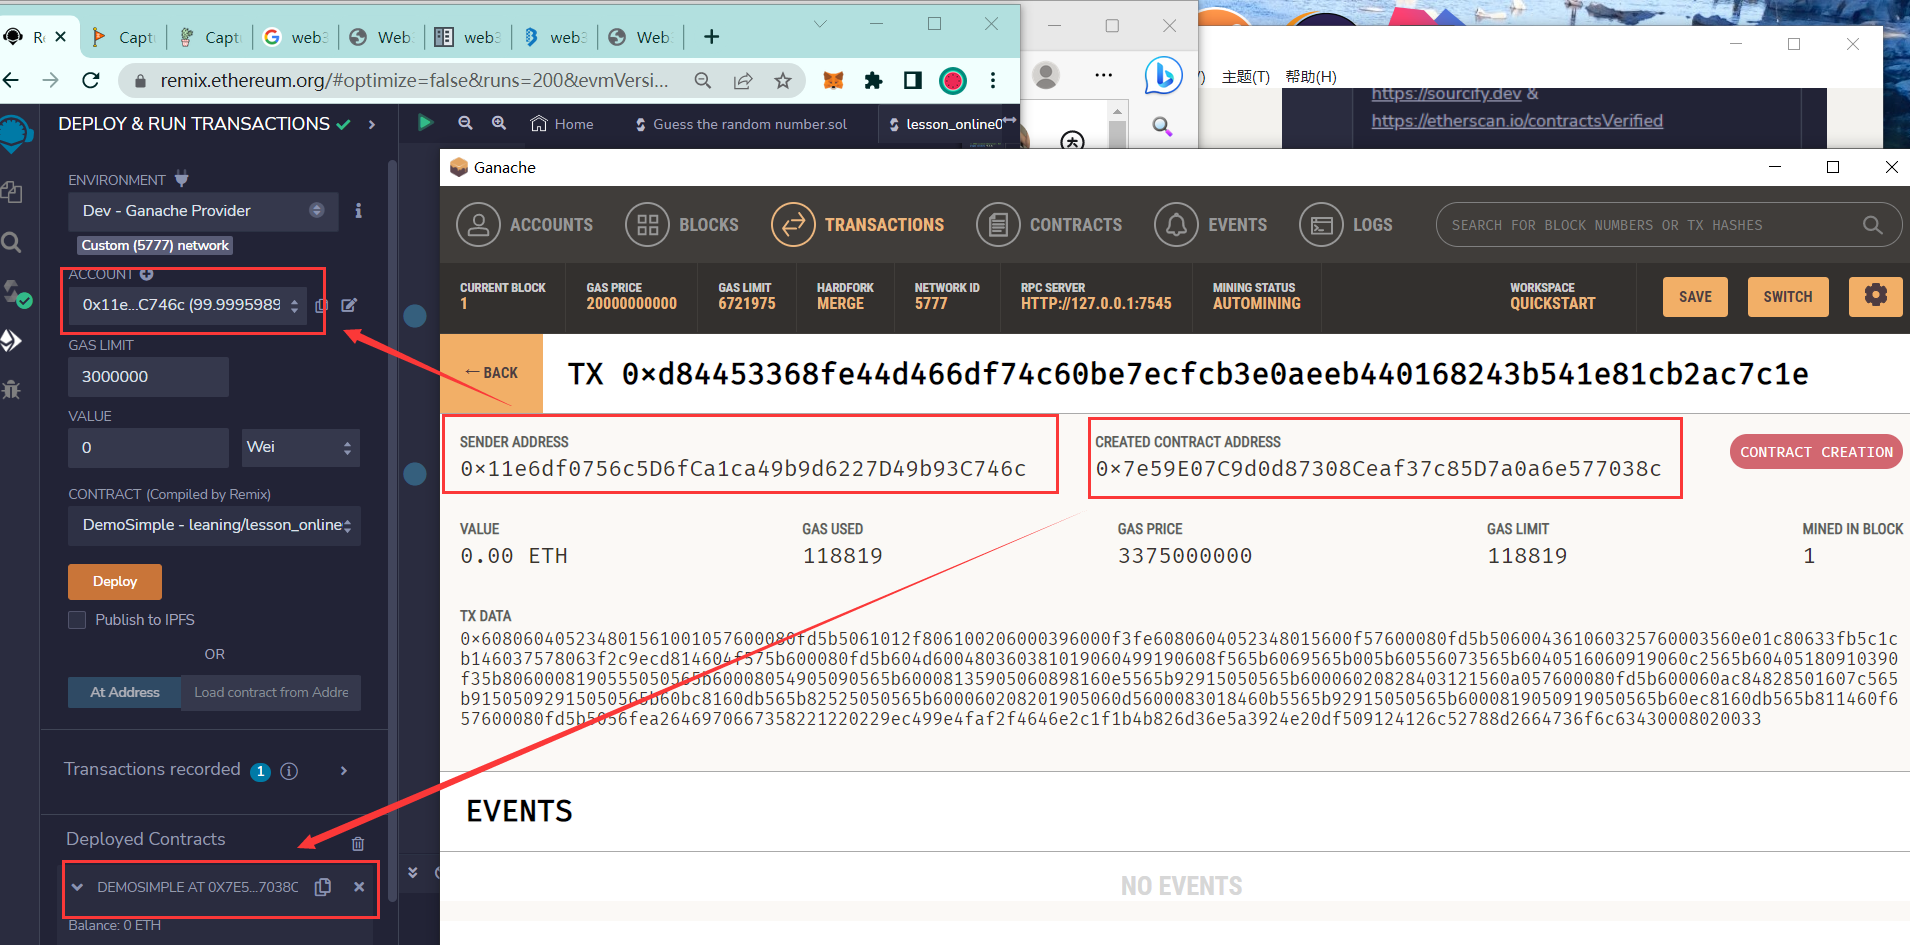 Capt
Capt
web3
Web
web3
web3
Web
remix.ethereum.org/#optimize=false&runs=200&evmVersi...
主题(T) 帮助(H)
https://sourcify.dev &
https://etherscan.io/contractsVerified
DEPLOY & RUN TRANSACTIONS
Home
Guess the random number.sol
lesson_online0
ENVIRONMENT
Dev - Ganache Provider
Custom (5777) network
ACCOUNT
0x11e...C746c (99.9995989
GAS LIMIT
3000000
VALUE
0
Wei
CONTRACT (Compiled by Remix)
DemoSimple - leaning/lesson_online
Deploy
Publish to IPFS
OR
At Address
Load contract from Addre
Transactions recorded 1
Deployed Contracts
DEMOSIMPLE AT 0X7E5...7038C
Balance: 0 ETH
Ganache
ACCOUNTS
BLOCKS
TRANSACTIONS
CONTRACTS
EVENTS
LOGS
SEARCH FOR BLOCK NUMBERS OR TX HASHES
CURRENT BLOCK
1
GAS PRICE
20000000000
GAS LIMIT
6721975
HARDFORK
MERGE
NETWORK ID
5777
RPC SERVER
HTTP://127.0.0.1:7545
MINING STATUS
AUTOMINING
WORKSPACE
QUICKSTART
SAVE
SWITCH
← BACK
TX 0×d84453368fe44d466df74c60be7ecfcb3e0aeeb440168243b541e81cb2ac7c1e
SENDER ADDRESS
0×11e6df0756c5D6fCa1ca49b9d6227D49b93C746c
CREATED CONTRACT ADDRESS
0×7e59E07C9d0d87308Ceaf37c85D7a0a6e577038c
CONTRACT CREATION
VALUE
0.00 ETH
GAS USED
118819
GAS PRICE
3375000000
GAS LIMIT
118819
MINED IN BLOCK
1
TX DATA
0×608060405234801561001057600080fd5b5061012f806100206000396000f3fe6080604052348015600f57600080fd5b506004361060325760003560e01c80633fb5c1c
b146037578063f2c9ecd814604f575b600080fd5b604d60048036038101906049919060 8f565b6069565b005b60556073565b6040516060919060c2565b60405180910390
f35b8060008190555050565b60008054905090565b6000813590506089816 0e5565b92915050565b60006020828403121560a057600080fd5b600060ac84828501607c565
b91505092915050565b60bc8160db565b82525050565b600060208201905060d5600083018460b5565b92915050565b6000819050919050565b60ec8160db565b811460f6
57600080fd5b5056fea2646970667358221220229ec499e4faf2f4646e2c1f1b4b826d36e5a3924e20df509124126c52788d2664736f6c63430008020033
EVENTS
NO EVENTS